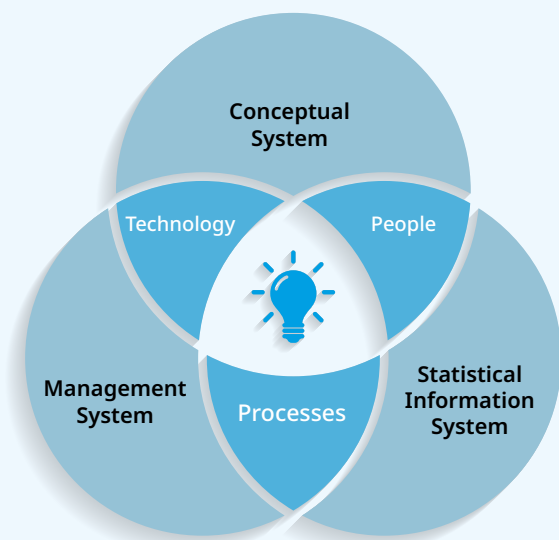 Conceptual
System
Technology
People
Management
System
Statistical
Information
System
Processes